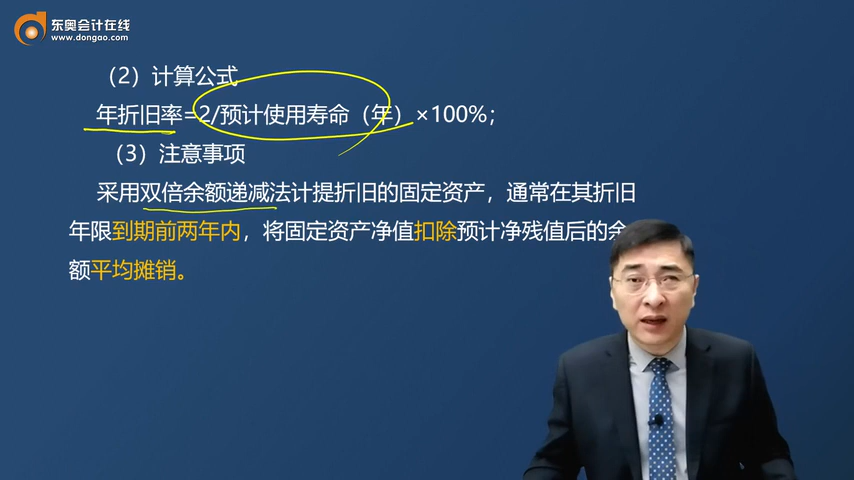 东奥会计在线
www.dongao.com
（2）计算公式
年折旧率=2/预计使用寿命（年）×100%；
（3）注意事项
采用双倍余额递减法计提折旧的固定资产，通常在其折旧
年限到期前两年内，将固定资产净值扣除预计净残值后的余
额平均摊销。